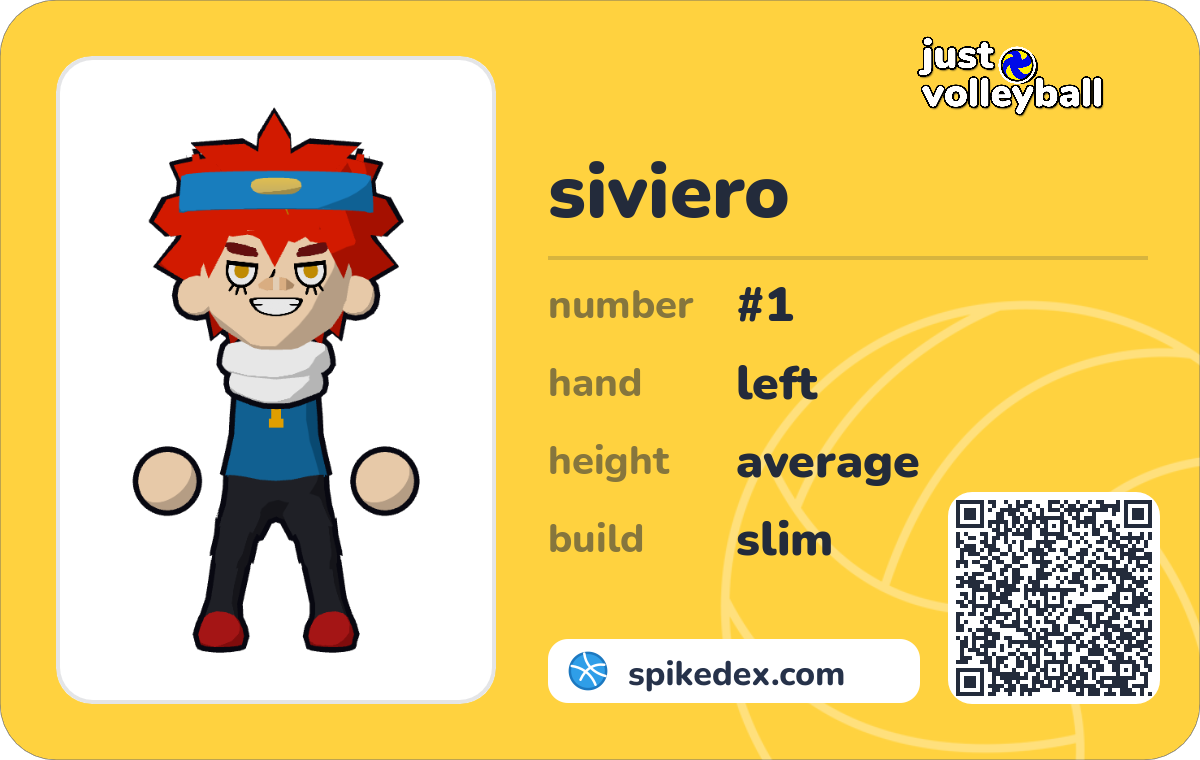 just
volleyball
siviero
number #1
hand left
height average
build slim
spikedex.com